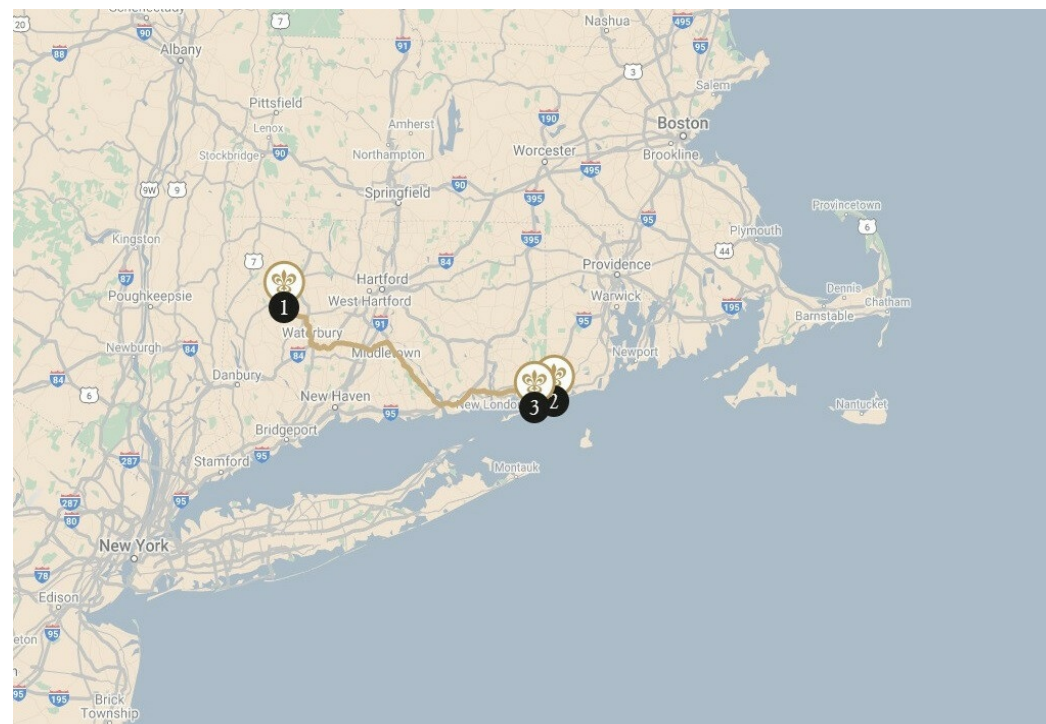 Nashua
20
7
90
495
Albany
91
95
88
3
Salem
Pittsfield
Amherst
190
Boston
Lenox
Worcester
Brookline
Stockbridge
90
Northampton
495
Springfield
90
9W
9
395
Provincetown
95
6
Kingston
395
Plymouth
7
84
44
87
Hartford
Providence
Poughkeepsie
West Hartford
Warwick
Dennis
Chatham
1
91
95
195
Barnstable
Waterbury
Newburgh
84
84
Middletown
Newport
84
Danbury
6
New Haven
New London
3
2
Nantucket
95
Bridgeport
287
Stamford
95
Montauk
287
95
80
New York
78
Edison
95
eton
n
95
195
Brick
Township